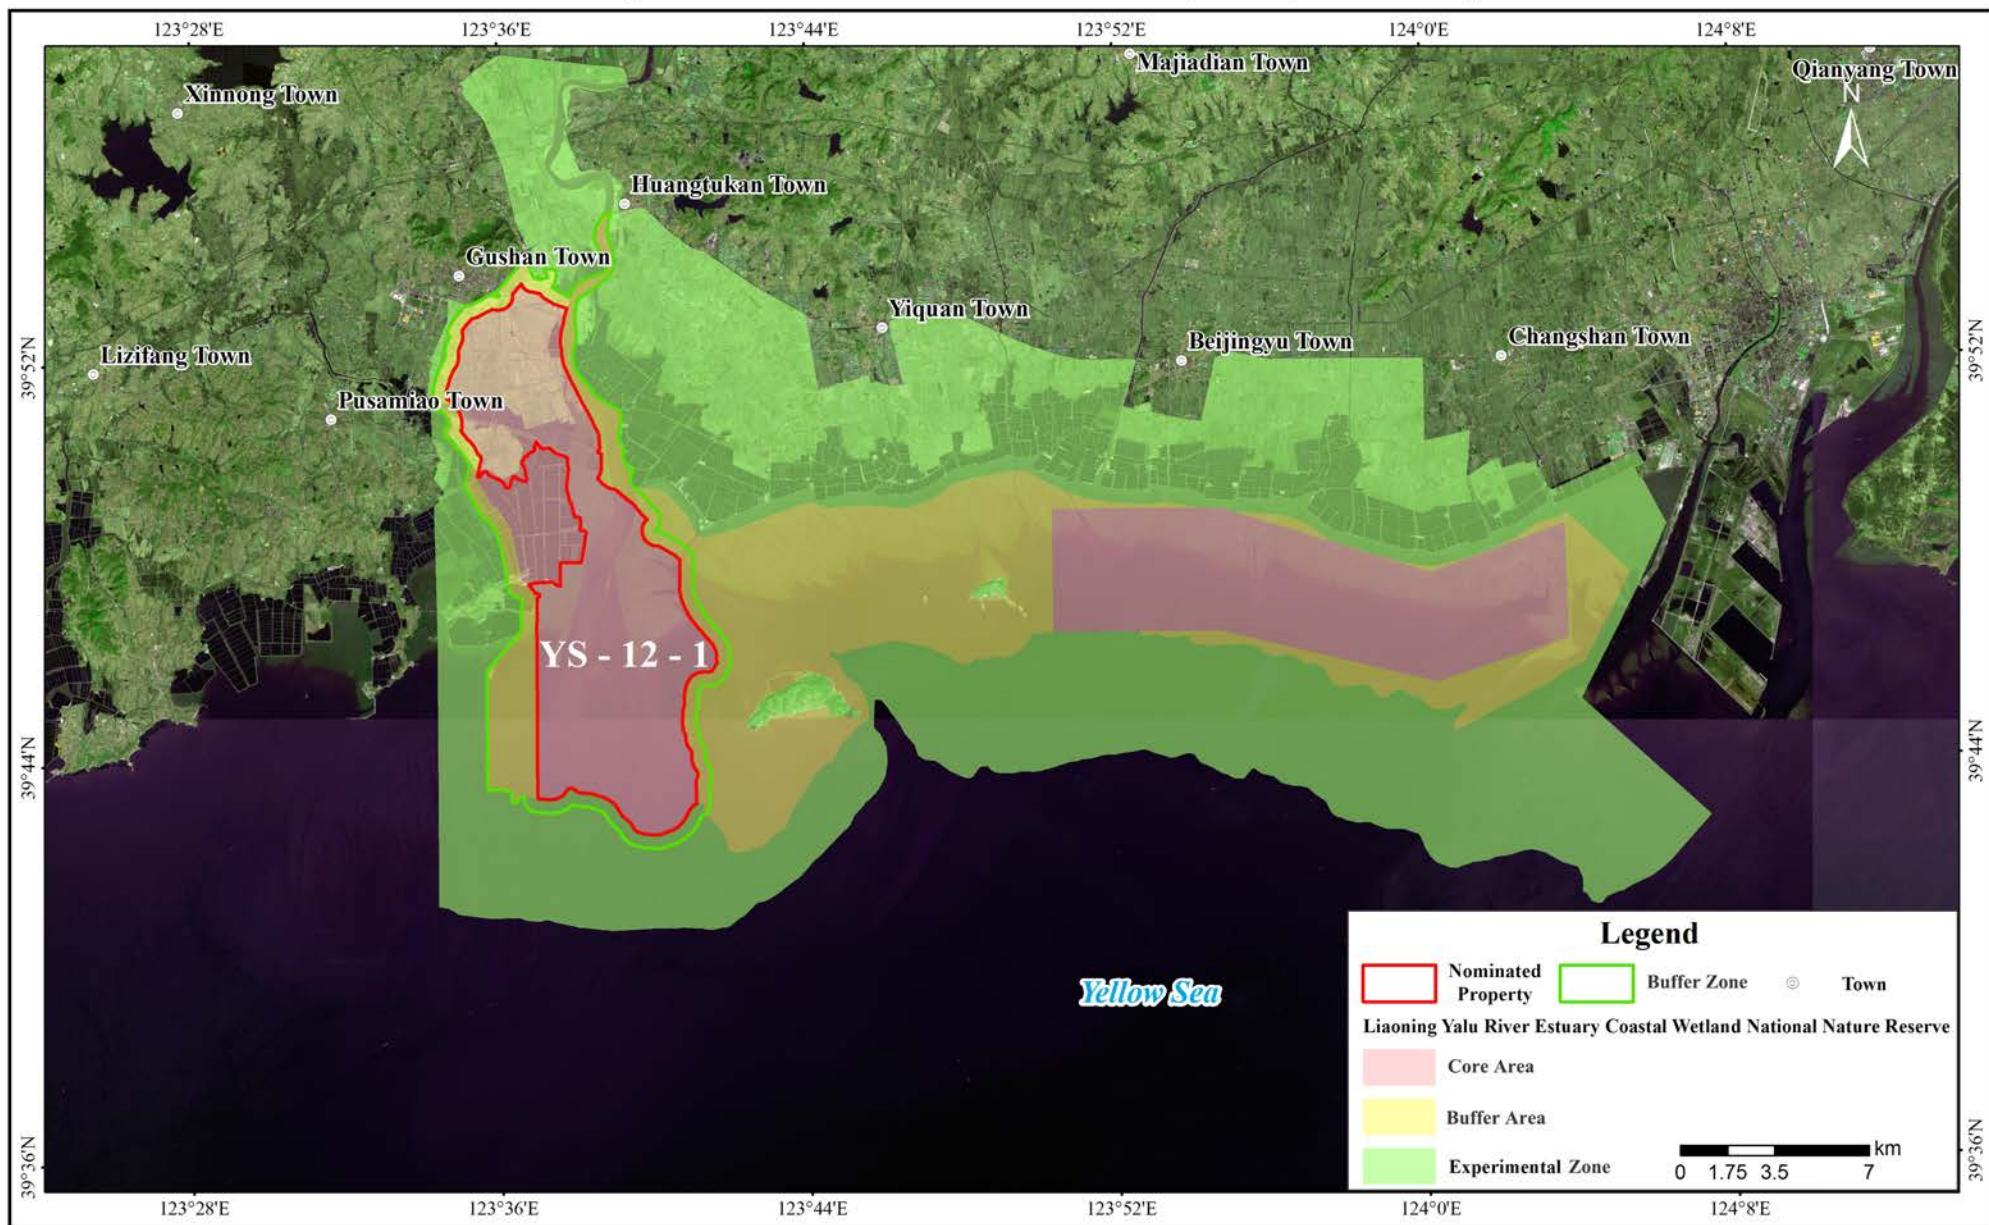 123°28'E 123°36'E 123°44'E 123°52'E 124°0'E 124°8'E
Majiadian Town
Qianyang Town
Xinnong Town
N
Huangtukan Town
Gushan Town
Yiquan Town
Changshan Town
Beijingyu Town
Lizifang Town
39°52'N
39°52'N
Pusamiao Town
YS - 12 - 1
39°44'N
39°44'N
Yellow Sea
Legend
Nominated
Property
Buffer Zone
Town
Liaoning Yalu River Estuary Coastal Wetland National Nature Reserve
Core Area
Buffer Area
Experimental Zone
km
0 1.75 3.5 7
39°36'N
39°36'N
123°28'E 123°36'E 123°44'E 123°52'E 124°0'E 124°8'E